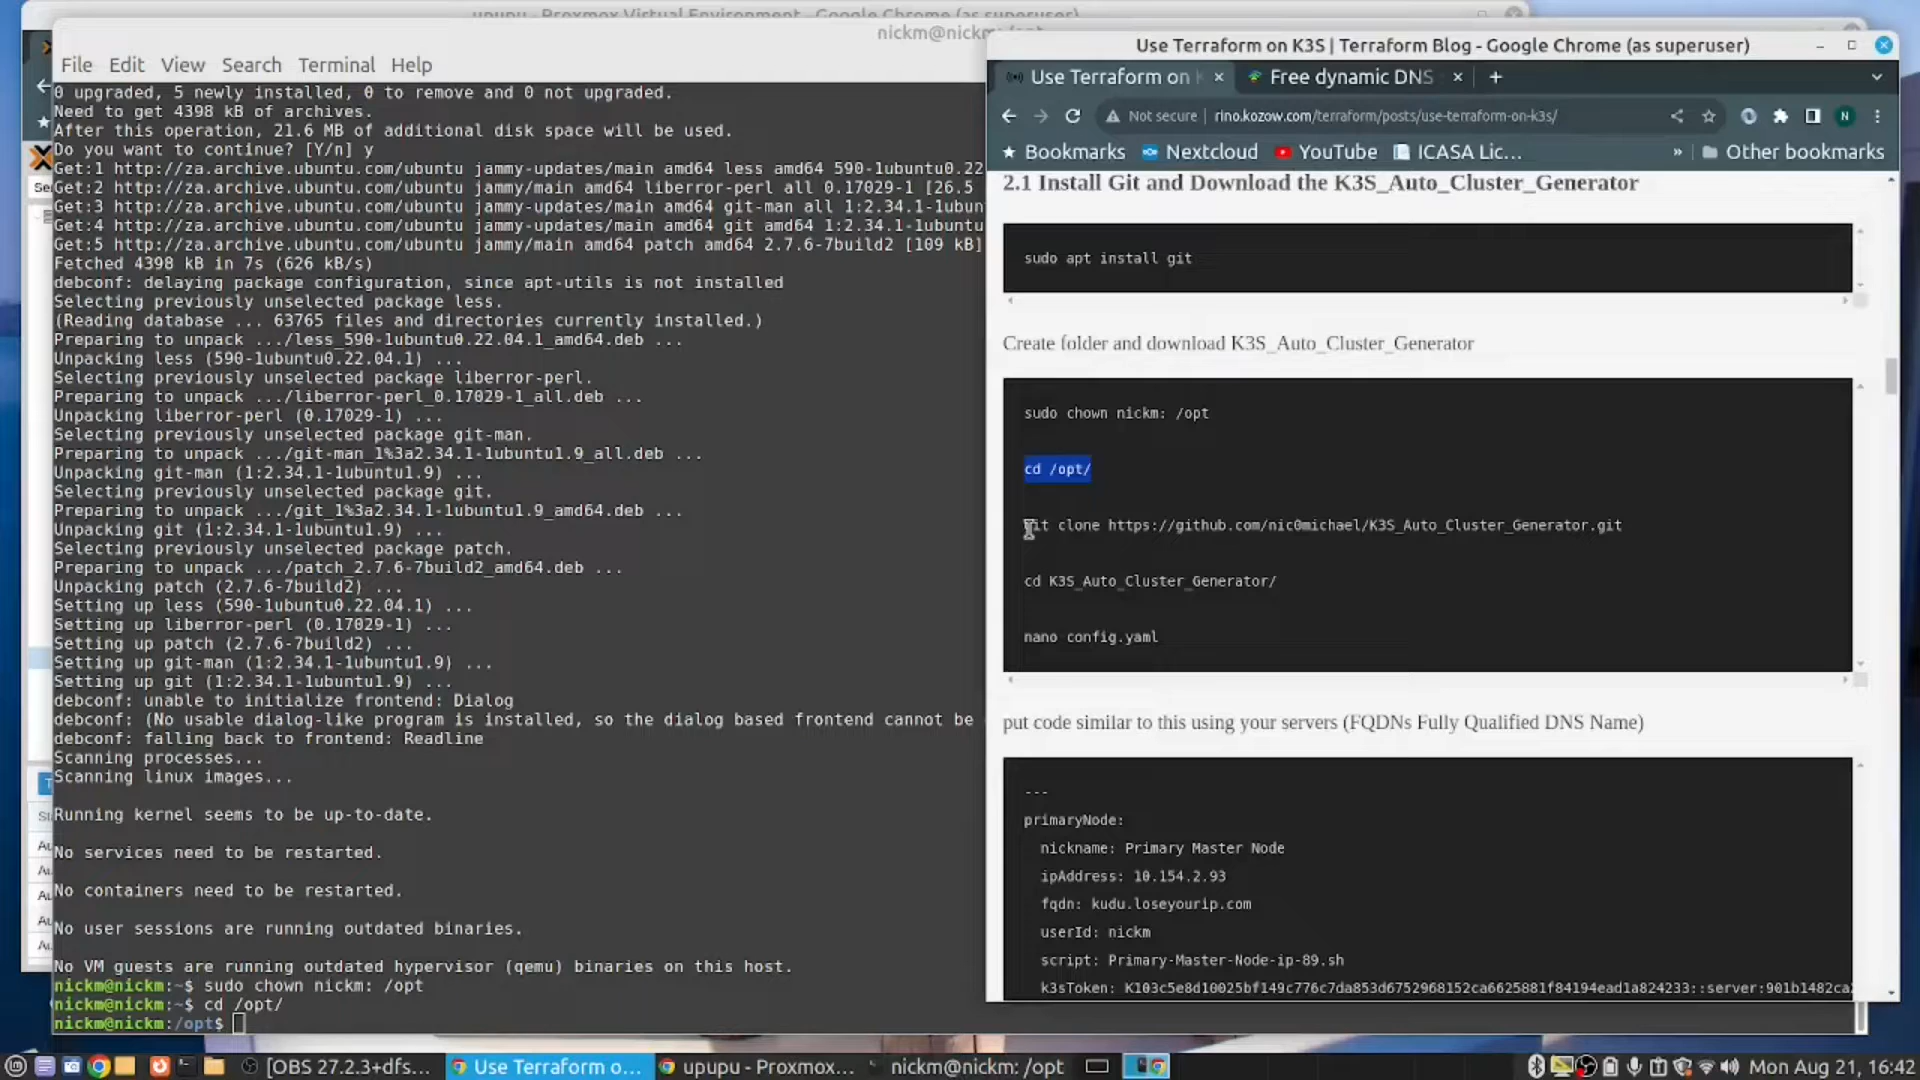 upupu - Proxmox Virtual Environment - Google Chrome (as superuser)
nickm@nickm: /opt
File Edit View Search Terminal Help
0 upgraded, 5 newly installed, 0 to remove and 0 not upgraded.
Need to get 4398 kB of archives.
After this operation, 21.6 MB of additional disk space will be used.
Do you want to continue? [Y/n] y
Get:1 http://za.archive.ubuntu.com/ubuntu jammy-updates/main amd64 less amd64 590-1ubuntu0.22
Get:2 http://za.archive.ubuntu.com/ubuntu jammy/main amd64 liberror-perl all 0.17029-1 [26.5
Get:3 http://za.archive.ubuntu.com/ubuntu jammy-updates/main amd64 git-man all 1:2.34.1-1ubun
Get:4 http://za.archive.ubuntu.com/ubuntu jammy-updates/main amd64 git amd64 1:2.34.1-1ubuntu
Get:5 http://za.archive.ubuntu.com/ubuntu jammy/main amd64 patch amd64 2.7.6-7build2 [109 kB]
Fetched 4398 kB in 7s (626 kB/s)
debconf: delaying package configuration, since apt-utils is not installed
Selecting previously unselected package less.
(Reading database ... 63765 files and directories currently installed.)
Preparing to unpack .../less_590-1ubuntu0.22.04.1_amd64.deb ...
Unpacking less (590-1ubuntu0.22.04.1) ...
Selecting previously unselected package liberror-perl.
Preparing to unpack .../liberror-perl_0.17029-1_all.deb ...
Unpacking liberror-perl (0.17029-1) ...
Selecting previously unselected package git-man.
Preparing to unpack .../git-man_1%3a2.34.1-1ubuntu1.9_all.deb ...
Unpacking git-man (1:2.34.1-1ubuntu1.9) ...
Selecting previously unselected package git.
Preparing to unpack .../git_1%3a2.34.1-1ubuntu1.9_amd64.deb ...
Unpacking git (1:2.34.1-1ubuntu1.9) ...
Selecting previously unselected package patch.
Preparing to unpack .../patch_2.7.6-7build2_amd64.deb ...
Unpacking patch (2.7.6-7build2) ...
Setting up less (590-1ubuntu0.22.04.1) ...
Setting up liberror-perl (0.17029-1) ...
Setting up patch (2.7.6-7build2) ...
Setting up git-man (1:2.34.1-1ubuntu1.9) ...
Setting up git (1:2.34.1-1ubuntu1.9) ...
debconf: unable to initialize frontend: Dialog
debconf: (No usable dialog-like program is installed, so the dialog based frontend cannot be
debconf: falling back to frontend: Readline
Scanning processes...
Scanning linux images...
Running kernel seems to be up-to-date.
No services need to be restarted.
No containers need to be restarted.
No user sessions are running outdated binaries.
No VM guests are running outdated hypervisor (qemu) binaries on this host.
nickm@nickm:~$ sudo chown nickm: /opt
nickm@nickm:~$ cd /opt/
nickm@nickm:/opt$
Use Terraform on K3S | Terraform Blog - Google Chrome (as superuser)
Use Terraform on
Free dynamic DNS
Not secure rino.kozow.com/terraform/posts/use-terraform-on-k3s/
N
Bookmarks Nextcloud YouTube ICASA Lic... » Other bookmarks
2.1 Install Git and Download the K3S_Auto_Cluster_Generator
sudo apt install git
Create folder and download K3S_Auto_Cluster_Generator
sudo chown nickm: /opt
cd /opt/
git clone https://github.com/nic0michael/K3S_Auto_Cluster_Generator.git
cd K3S_Auto_Cluster_Generator/
nano config.yaml
put code similar to this using your servers (FQDNs Fully Qualified DNS Name)
---
primaryNode:
nickname: Primary Master Node
ipAddress: 10.154.2.93
fqdn: kudu.loseyourip.com
userId: nickm
script: Primary-Master-Node-ip-89.sh
k3sToken: K103c5e8d10025bf149c776c7da853d6752968152ca6625881f84194ead1a824233::server:901b1482ca
[OBS 27.2.3+dfs... Use Terraform o... upupu - Proxmox... nickm@nickm: /opt Mon Aug 21, 16:42